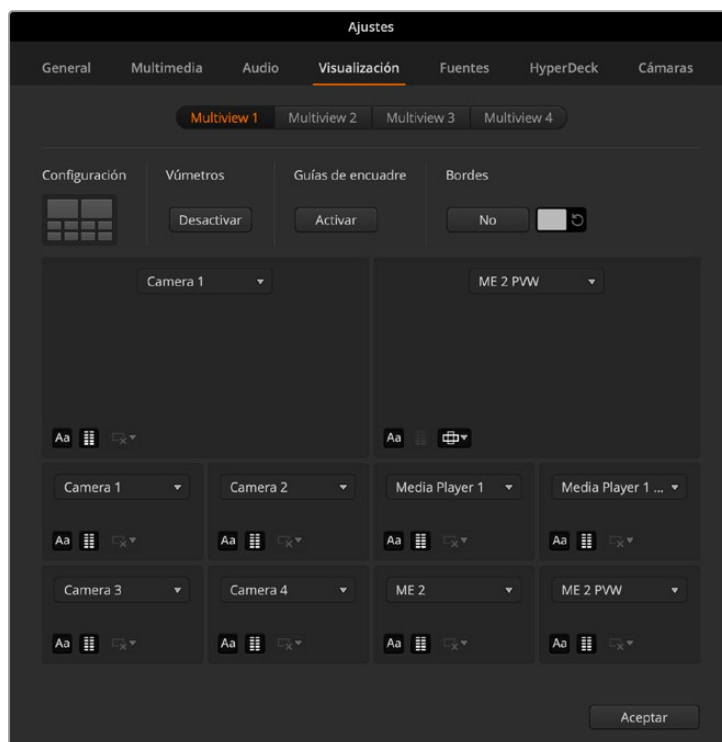 Ajustes
General Multimedia Audio Visualización Fuentes HyperDeck Cámaras
Multiview 1 Multiview 2 Multiview 3 Multiview 4
Configuración Vúmetros Guías de encuadre Bordes
Desactivar Activar No
Camera 1 ME 2 PVW
Aa Aa
Camera 1 Camera 2 Media Player 1 Media Player 1 ...
Aa Aa Aa Aa
Camera 3 Camera 4 ME 2 ME 2 PVW
Aa Aa Aa Aa
Aceptar